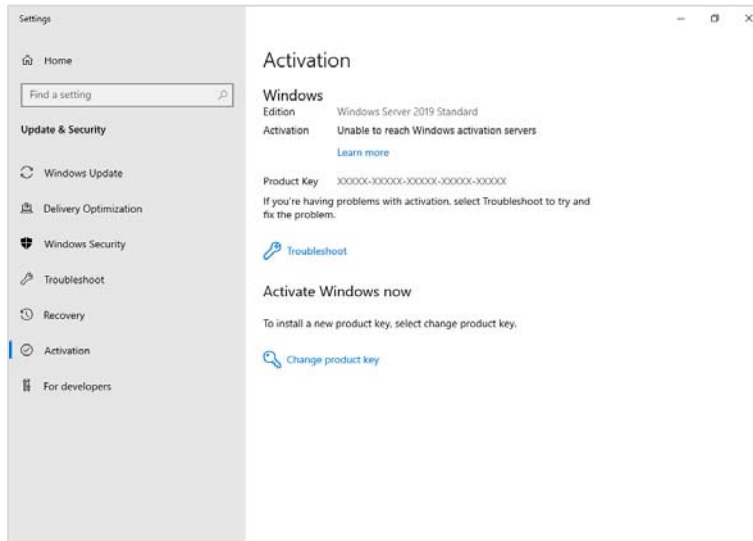 Settings
Home
Find a setting
Update & Security
Windows Update
Delivery Optimization
Windows Security
Troubleshoot
Recovery
Activation
For developers
Activation
Windows
Edition Windows Server 2019 Standard
Activation Unable to reach Windows activation servers
Learn more
Product Key XXXXX-XXXXX-XXXXX-XXXXX-XXXXX
If you're having problems with activation, select Troubleshoot to try and
fix the problem.
Troubleshoot
Activate Windows now
To install a new product key, select change product key.
Change product key